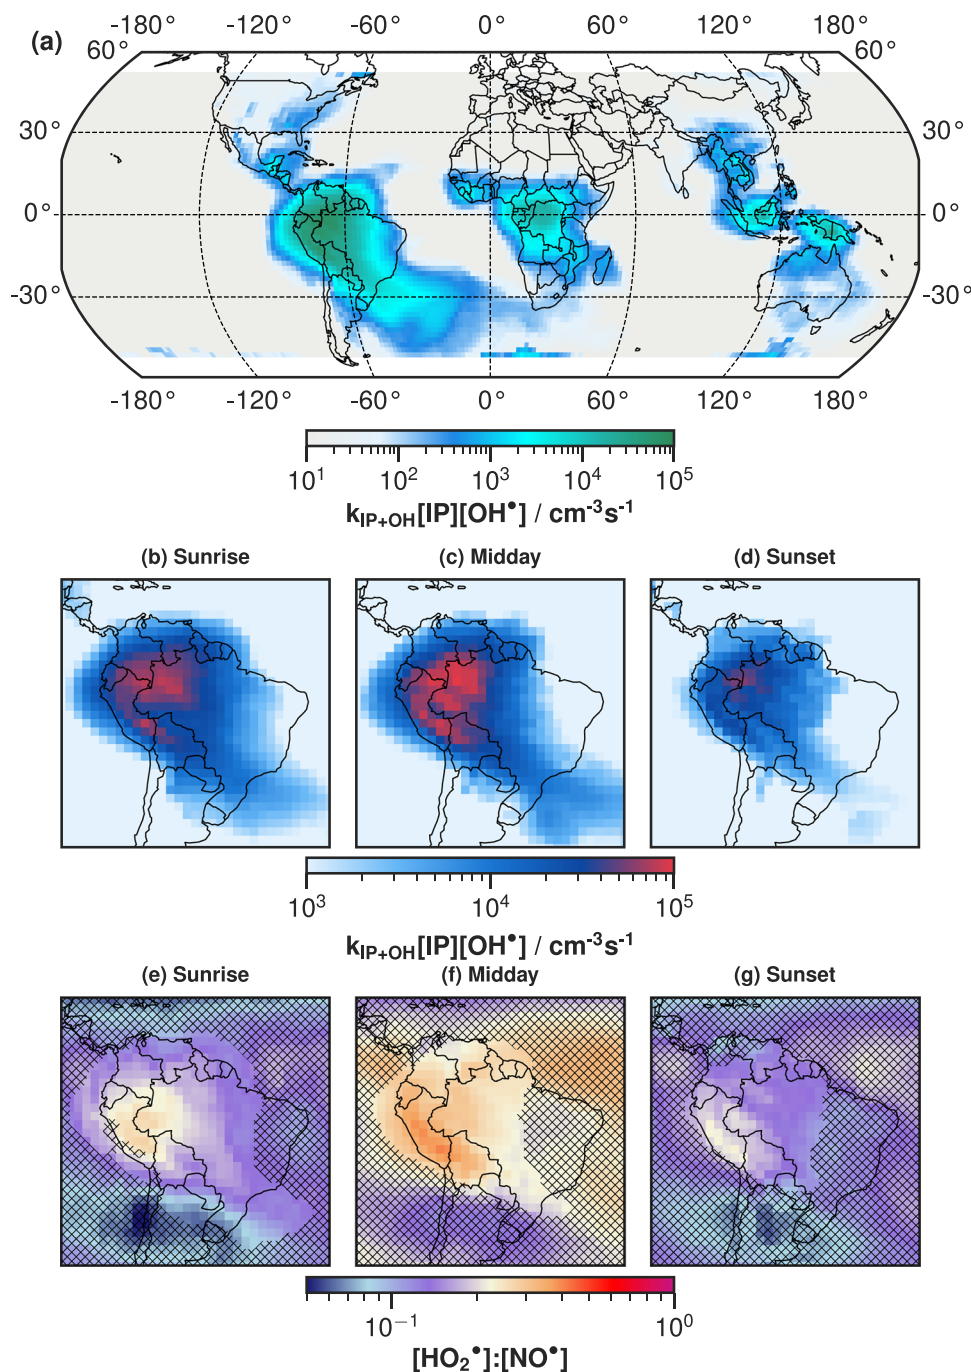 (a)
-180° -120° -60° 0° 60° 120° 180°
60° 60°
30° 30°
0° 0°
-30° -30°
-180° -120° -60° 0° 60° 120° 180°
10¹ 10² 10³ 10⁴ 10⁵
k_IP+OH[IP][OH•] / cm⁻³s⁻¹
(b) Sunrise (c) Midday (d) Sunset
10³ 10⁴ 10⁵
k_IP+OH[IP][OH•] / cm⁻³s⁻¹
(e) Sunrise (f) Midday (g) Sunset
10⁻¹ 10⁰
[HO₂•]:[NO•]